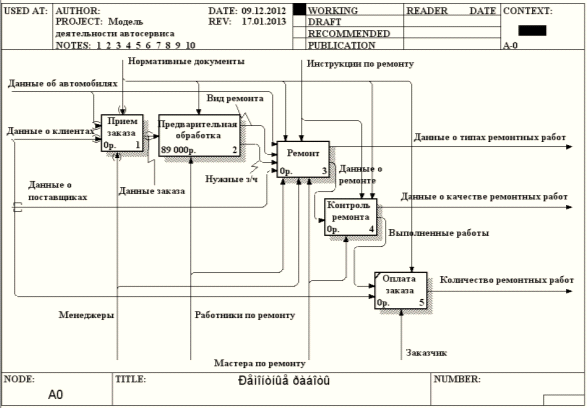 USED AT: AUTHOR: DATE: 09.12.2012 WORKING READER DATE CONTEXT:
PROJECT: Модель REV: 17.01.2013 DRAFT
деятельности автосервиса RECOMMENDED
NOTES: 1 2 3 4 5 6 7 8 9 10 PUBLICATION A-0
Нормативные документы
Инструкции по ремонту
Данные об автомобилях
Вид ремонта
Прием
заказа
0р. 1
Предварительная
обработка
89 000р. 2
Данные о клиентах
Ремонт
0р. 3
Данные о типах ремонтных работ
Данные о
ремонте
Нужные з/ч
Данные о
поставщиках
Данные заказа
Контроль
ремонта
0р. 4
Данные о качестве ремонтных работ
Выполненные работы
Оплата
заказа
0р. 5
Количество ремонтных работ
Менеджеры
Работники по ремонту
Заказчик
Мастера по ремонту
NODE: TITLE: Ðåìîíòíûå ðàáîòû NUMBER:
A0